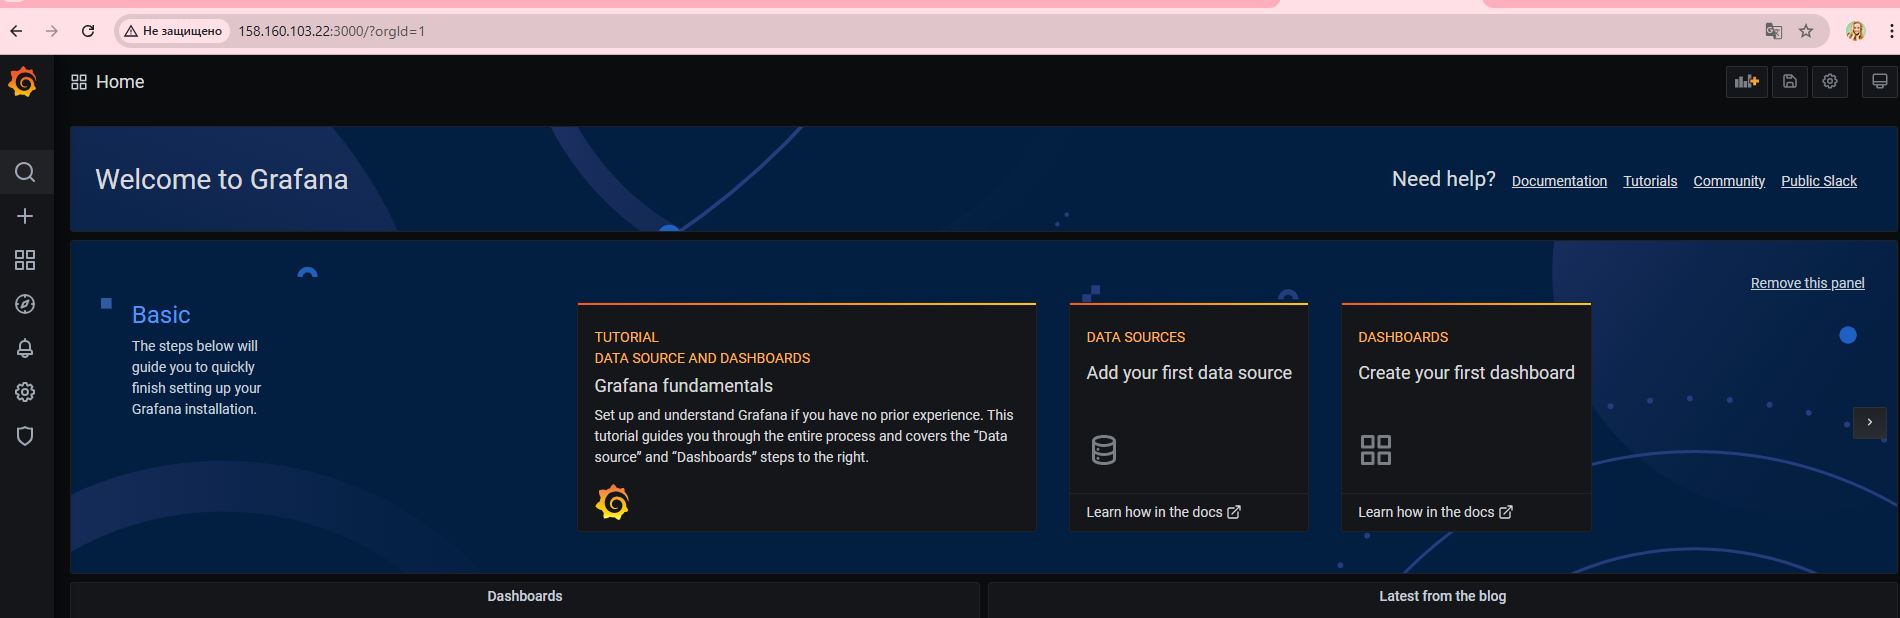 Не защищено 158.160.103.22:3000/?orgId=1
Home
Welcome to Grafana
Need help? Documentation Tutorials Community Public Slack
Remove this panel
Basic
The steps below will
guide you to quickly
finish setting up your
Grafana installation.
TUTORIAL
DATA SOURCE AND DASHBOARDS
Grafana fundamentals
Set up and understand Grafana if you have no prior experience. This
tutorial guides you through the entire process and covers the “Data
source” and “Dashboards” steps to the right.
DATA SOURCES
Add your first data source
Learn how in the docs
DASHBOARDS
Create your first dashboard
Learn how in the docs
Dashboards
Latest from the blog